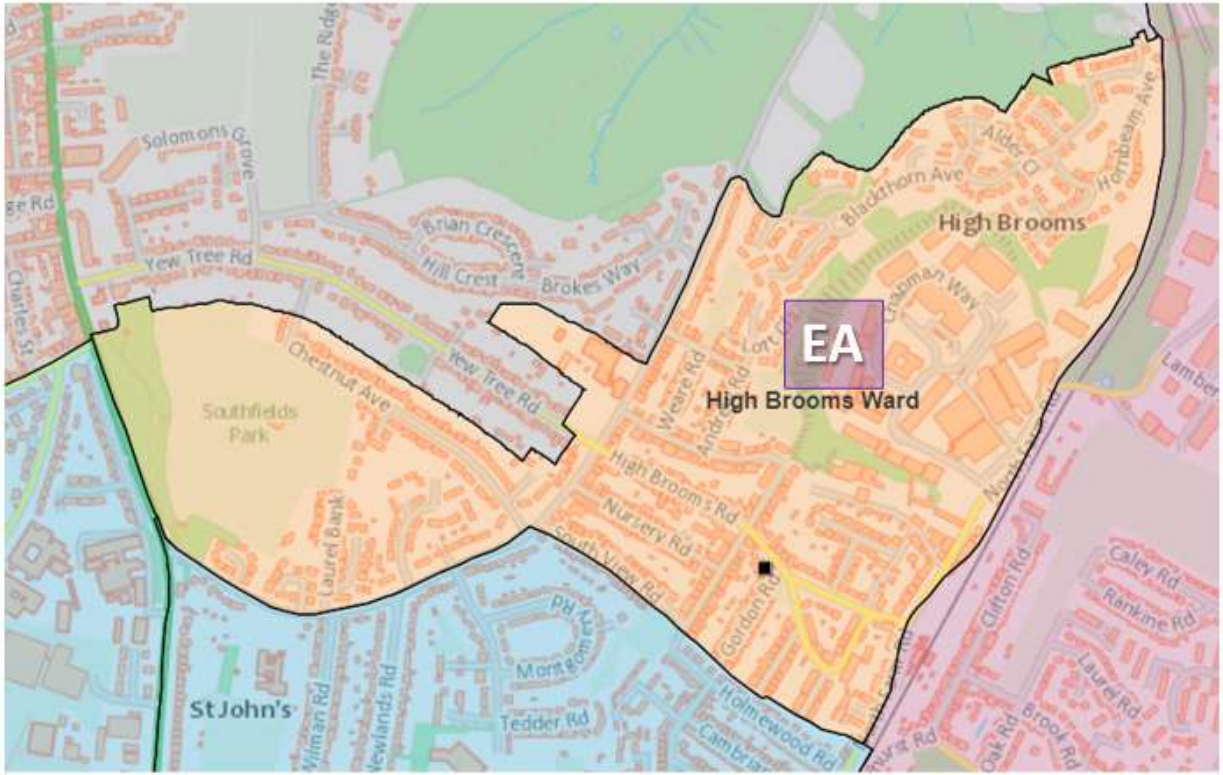 The Ridge
Solomons Grove
ge Rd
Charles St
Yew Tree Rd
Brian Crescent
Hill Crest
Brokes Way
Alder Cl
Hornbeam Ave
Blackthorn Ave
High Brooms
Chapman Way
EA
High Brooms Ward
Weare Rd
Yew Tree Rd
Chestnut Ave
Southfields
Park
High Brooms Rd
Nursery Rd
South View Rd
Laurel Bank
Gordon Rd
Clifton Rd
Caley Rd
Rankine Rd
Laurel Rd
Brook Rd
Oak Rd
hurst Rd
Montgomery Rd
St John's
Tedder Rd
Wilman Rd
Newlands Rd
Holmewood Rd
Cambrian
Lamber